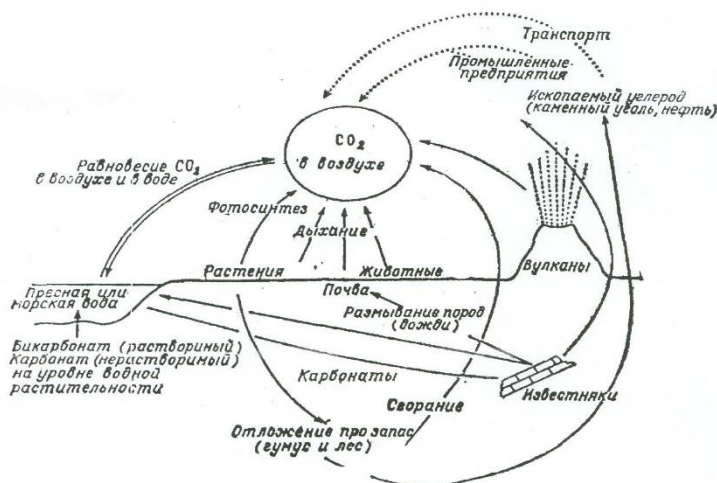 Транспорт
Промышленные
предприятия
Ископаемый углерод
(каменный уголь, нефть)
CO₂
в воздухе
Равновесие CO₂
в воздухе и в воде
Фотосинтез
Дыхание
Растения
Животные
Вулканы
Почва
Пресная или
морская вода
Размывание пород
(дожди)
Бикарбонат (растворимый)
Карбонат (нерастворимый)
на уровне водной
растительности
Карбонаты
Известняки
Сгорание
Отложение про запас
(гумус и лес)